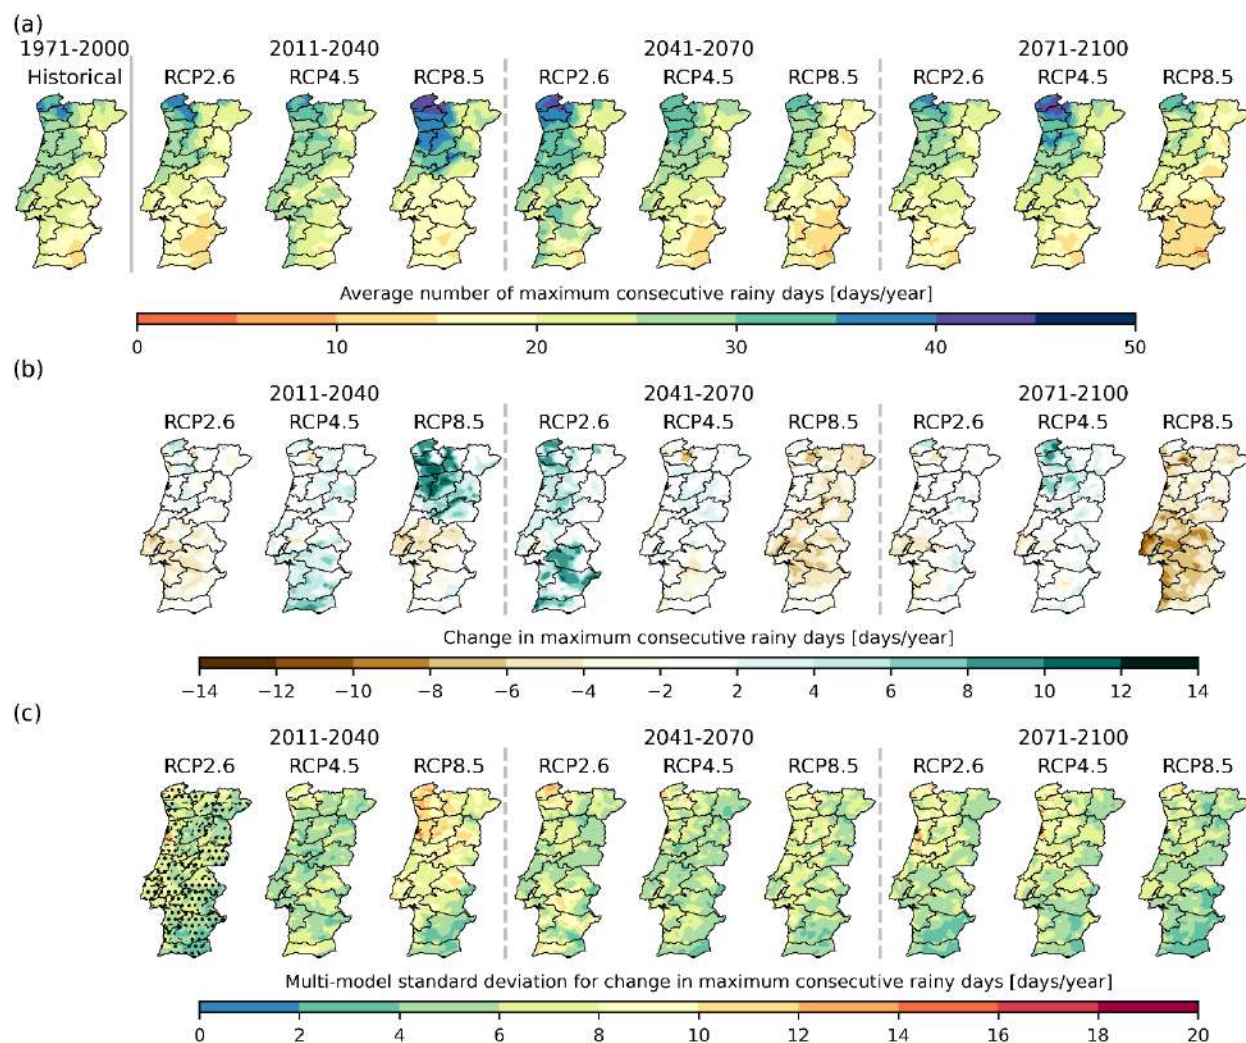 (a)
1971-2000 2011-2040 2041-2070 2071-2100
Historical RCP2.6 RCP4.5 RCP8.5 RCP2.6 RCP4.5 RCP8.5 RCP2.6 RCP4.5 RCP8.5
Average number of maximum consecutive rainy days [days/year]
0 10 20 30 40 50
(b)
2011-2040 2041-2070 2071-2100
RCP2.6 RCP4.5 RCP8.5 RCP2.6 RCP4.5 RCP8.5 RCP2.6 RCP4.5 RCP8.5
Change in maximum consecutive rainy days [days/year]
−14 −12 −10 −8 −6 −4 −2 2 4 6 8 10 12 14
(c)
2011-2040 2041-2070 2071-2100
RCP2.6 RCP4.5 RCP8.5 RCP2.6 RCP4.5 RCP8.5 RCP2.6 RCP4.5 RCP8.5
Multi-model standard deviation for change in maximum consecutive rainy days [days/year]
0 2 4 6 8 10 12 14 16 18 20